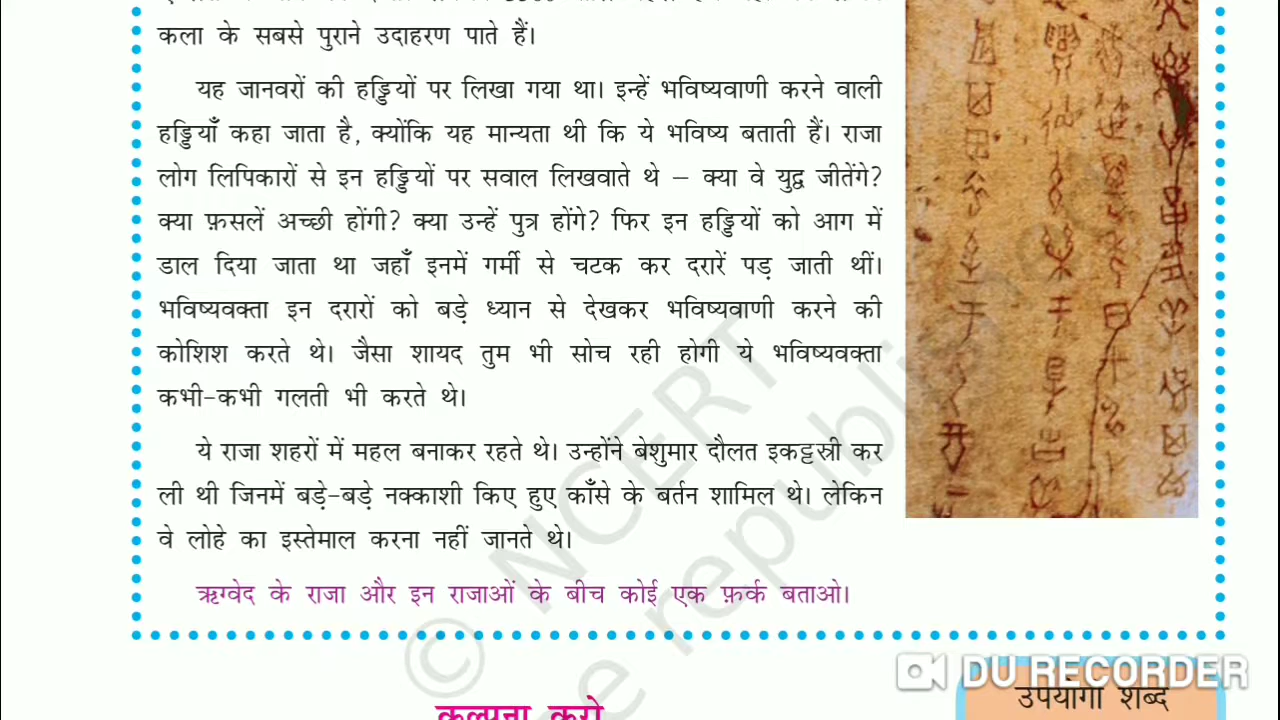 कला के सबसे पुराने उदाहरण पाते हैं।
यह जानवरों की हड्डियों पर लिखा गया था। इन्हें भविष्यवाणी करने वाली
हड्डियाँ कहा जाता है, क्योंकि यह मान्यता थी कि ये भविष्य बताती हैं। राजा
लोग लिपिकारों से इन हड्डियों पर सवाल लिखवाते थे – क्या वे युद्ध जीतेंगे?
क्या फ़सलें अच्छी होंगी? क्या उन्हें पुत्र होंगे? फिर इन हड्डियों को आग में
डाल दिया जाता था जहाँ इनमें गर्मी से चटक कर दरारें पड़ जाती थीं।
भविष्यवक्ता इन दरारों को बड़े ध्यान से देखकर भविष्यवाणी करने की
कोशिश करते थे। जैसा शायद तुम भी सोच रही होगी ये भविष्यवक्ता
कभी-कभी गलती भी करते थे।
ये राजा शहरों में महल बनाकर रहते थे। उन्होंने बेशुमार दौलत इकट्ठस्री कर
ली थी जिनमें बड़े-बड़े नक्काशी किए हुए काँसे के बर्तन शामिल थे। लेकिन
वे लोहे का इस्तेमाल करना नहीं जानते थे।
ऋग्वेद के राजा और इन राजाओं के बीच कोई एक फ़र्क बताओ।
© NCERT
republis
DU RECORDER
उपयोगी शब्द
कल्पना करो